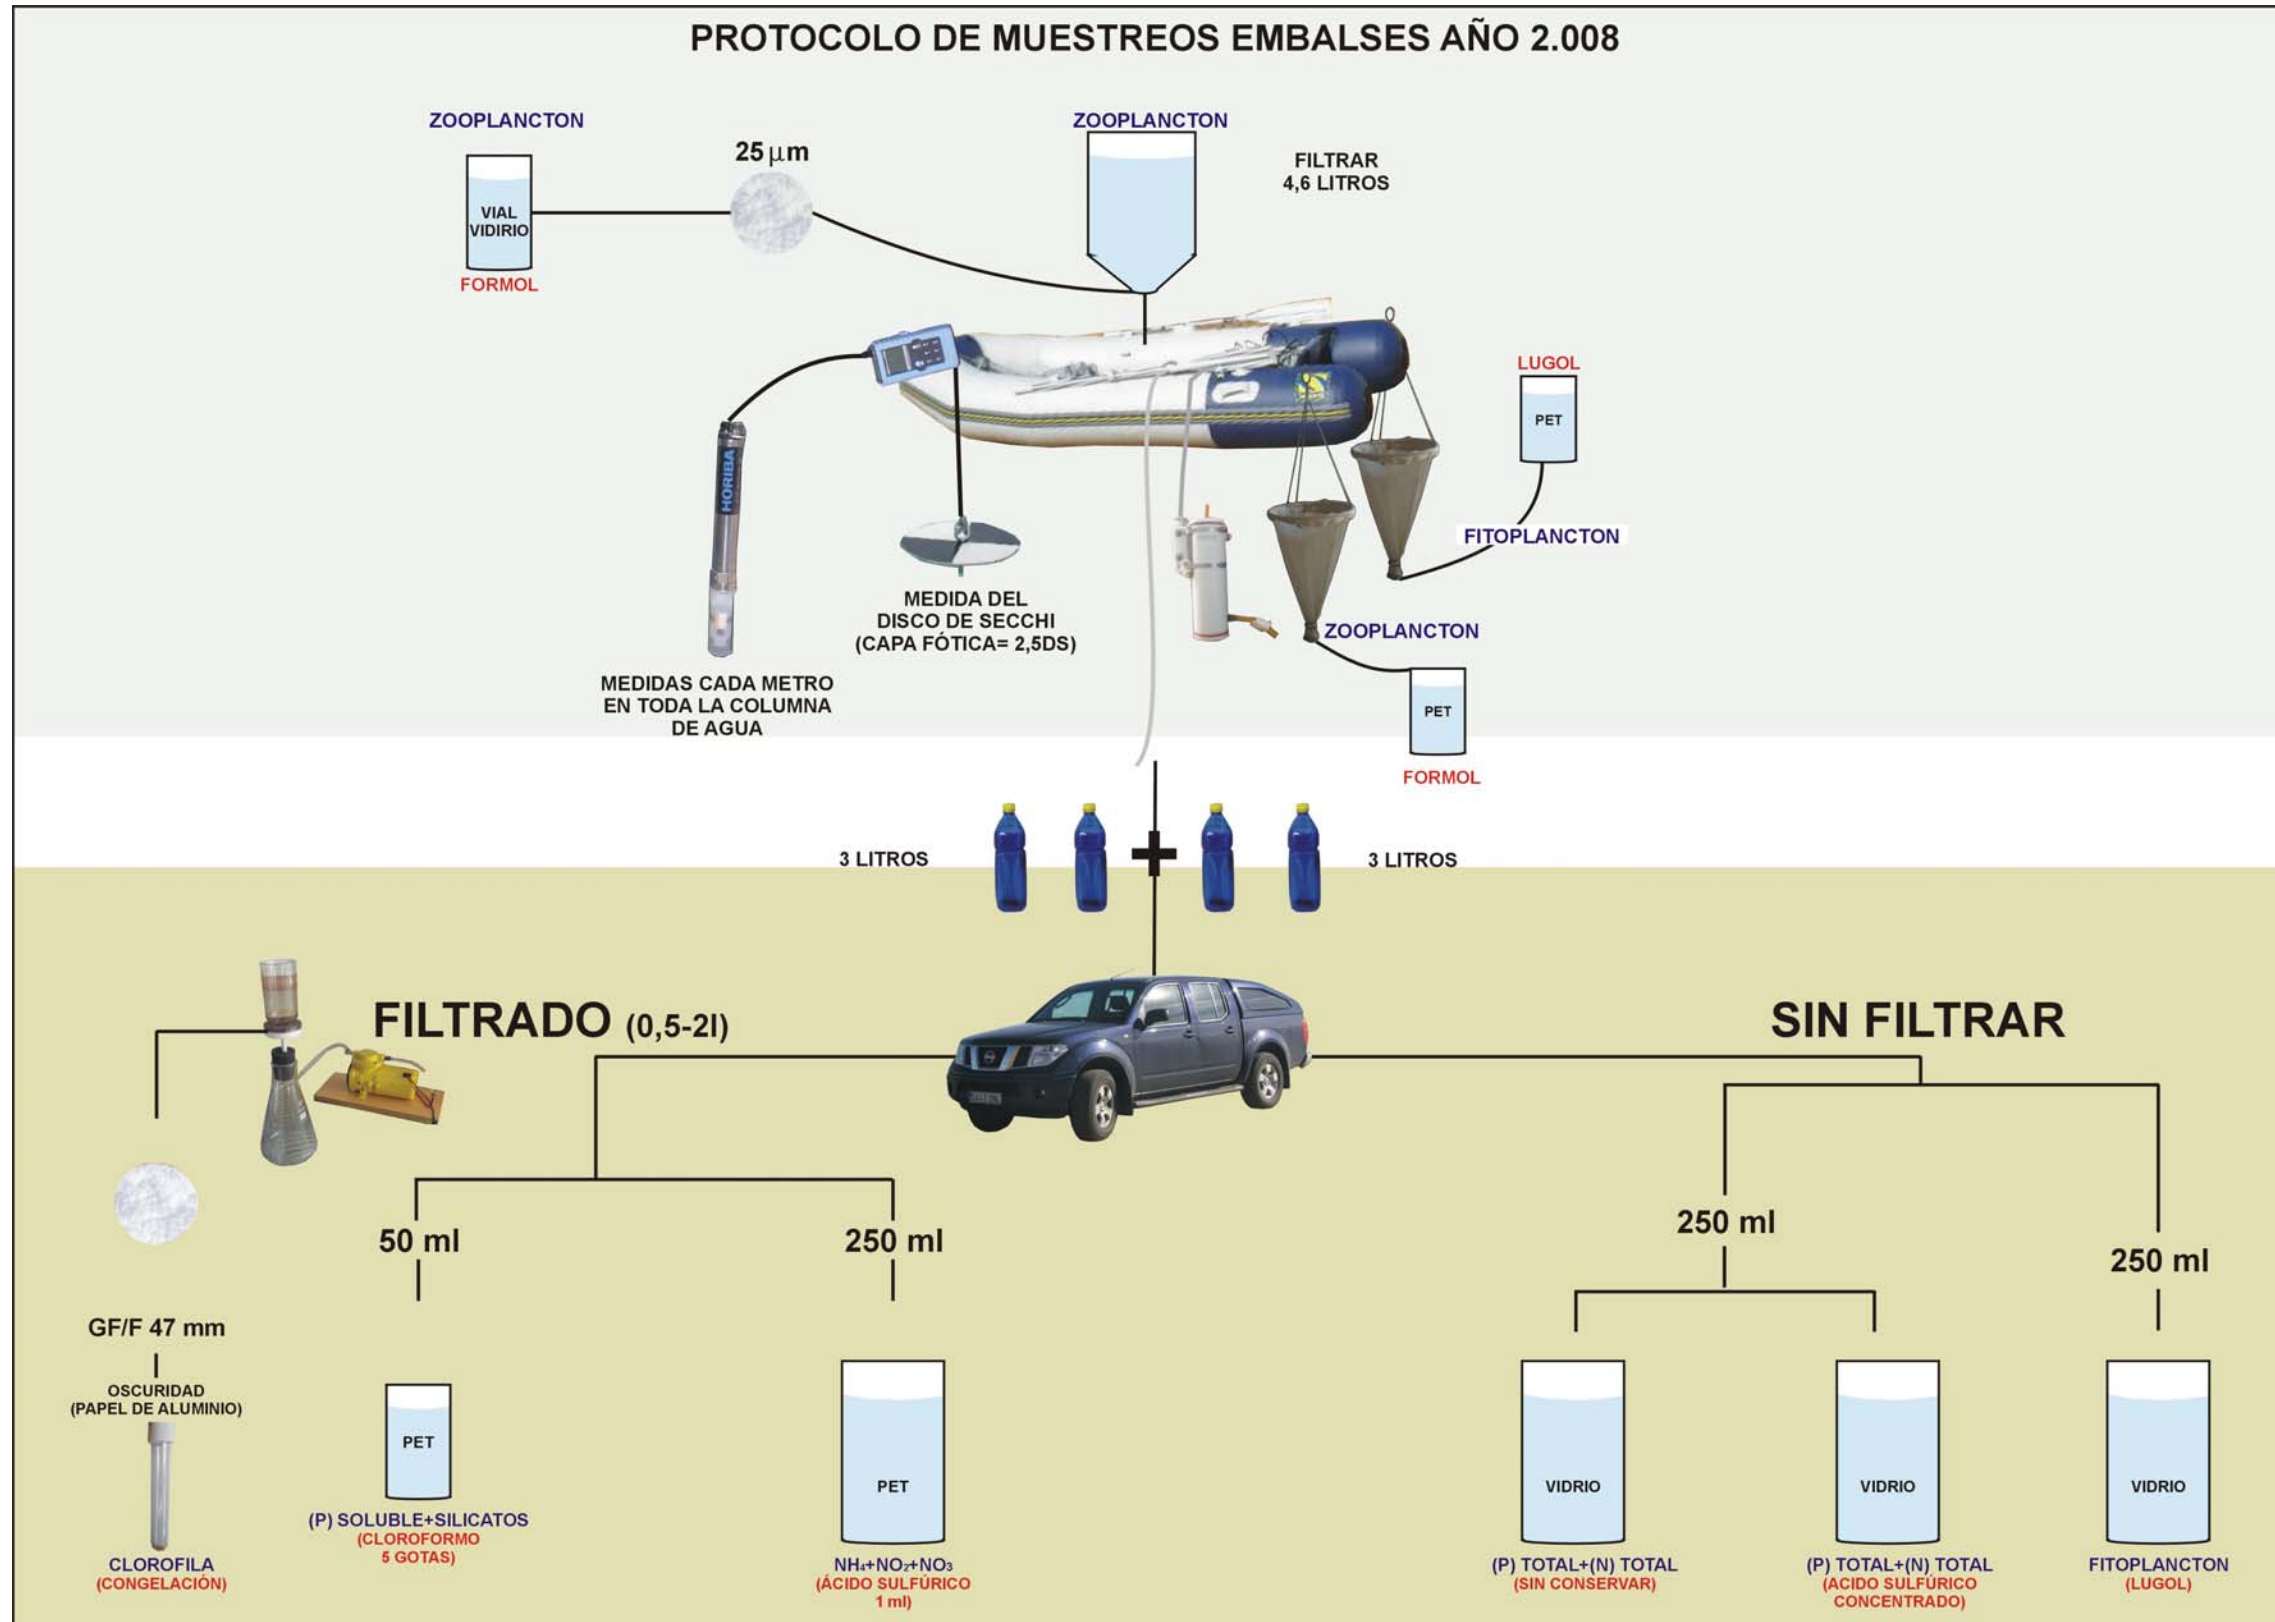 PROTOCOLO DE MUESTREOS EMBALSES AÑO 2.008
ZOOPLANCTON
25 μm
VIAL
VIDIRIO
FORMOL
ZOOPLANCTON
FILTRAR
4,6 LITROS
HORIBA
MEDIDAS CADA METRO
EN TODA LA COLUMNA
DE AGUA
MEDIDA DEL
DISCO DE SECCHI
(CAPA FÓTICA= 2,5DS)
LUGOL
PET
FITOPLANCTON
ZOOPLANCTON
PET
FORMOL
3 LITROS
+
3 LITROS
FILTRADO (0,5-2l)
SIN FILTRAR
GF/F 47 mm
OSCURIDAD
(PAPEL DE ALUMINIO)
CLOROFILA
(CONGELACIÓN)
50 ml
PET
(P) SOLUBLE+SILICATOS
(CLOROFORMO
5 GOTAS)
250 ml
PET
NH₄+NO₂+NO₃
(ÁCIDO SULFÚRICO
1 ml)
250 ml
VIDRIO
(P) TOTAL+(N) TOTAL
(SIN CONSERVAR)
VIDRIO
(P) TOTAL+(N) TOTAL
(ACIDO SULFÚRICO
CONCENTRADO)
250 ml
VIDRIO
FITOPLANCTON
(LUGOL)